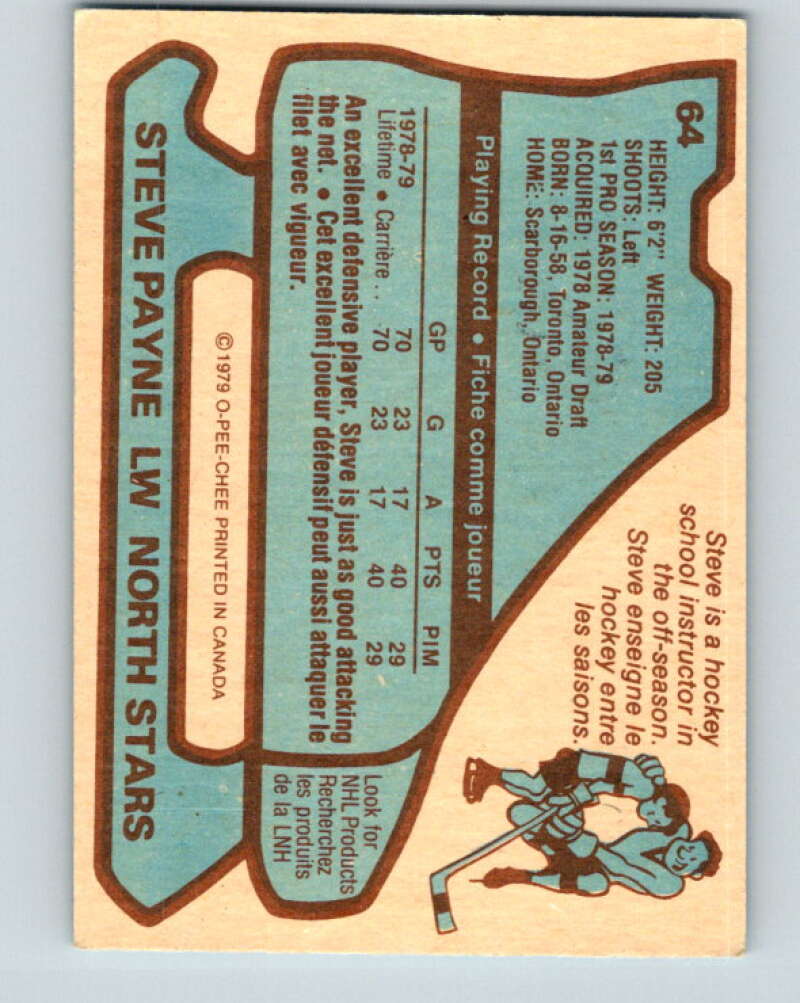 64
HEIGHT: 6'2" WEIGHT: 205
SHOOTS: Left
1st PRO SEASON: 1978-79
ACQUIRED: 1978 Amateur Draft
BORN: 8-16-58, Toronto, Ontario
HOME: Scarborough, Ontario
Steve is a hockey
school instructor in
the off-season.
Steve enseigne le
hockey entre
les saisons.
Playing Record • Fiche comme joueur
GP G A PTS PIM
1978-79 70 23 17 40 29
Lifetime • Carrière .. 70 23 17 40 29
An excellent defensive player, Steve is just as good attacking
the net. • Cet excellent joueur défensif peut aussi attaquer le
filet avec vigueur.
Look for
NHL Products
Recherchez
les produits
de la LNH
©1979 O-PEE-CHEE PRINTED IN CANADA
STEVE PAYNE LW NORTH STARS